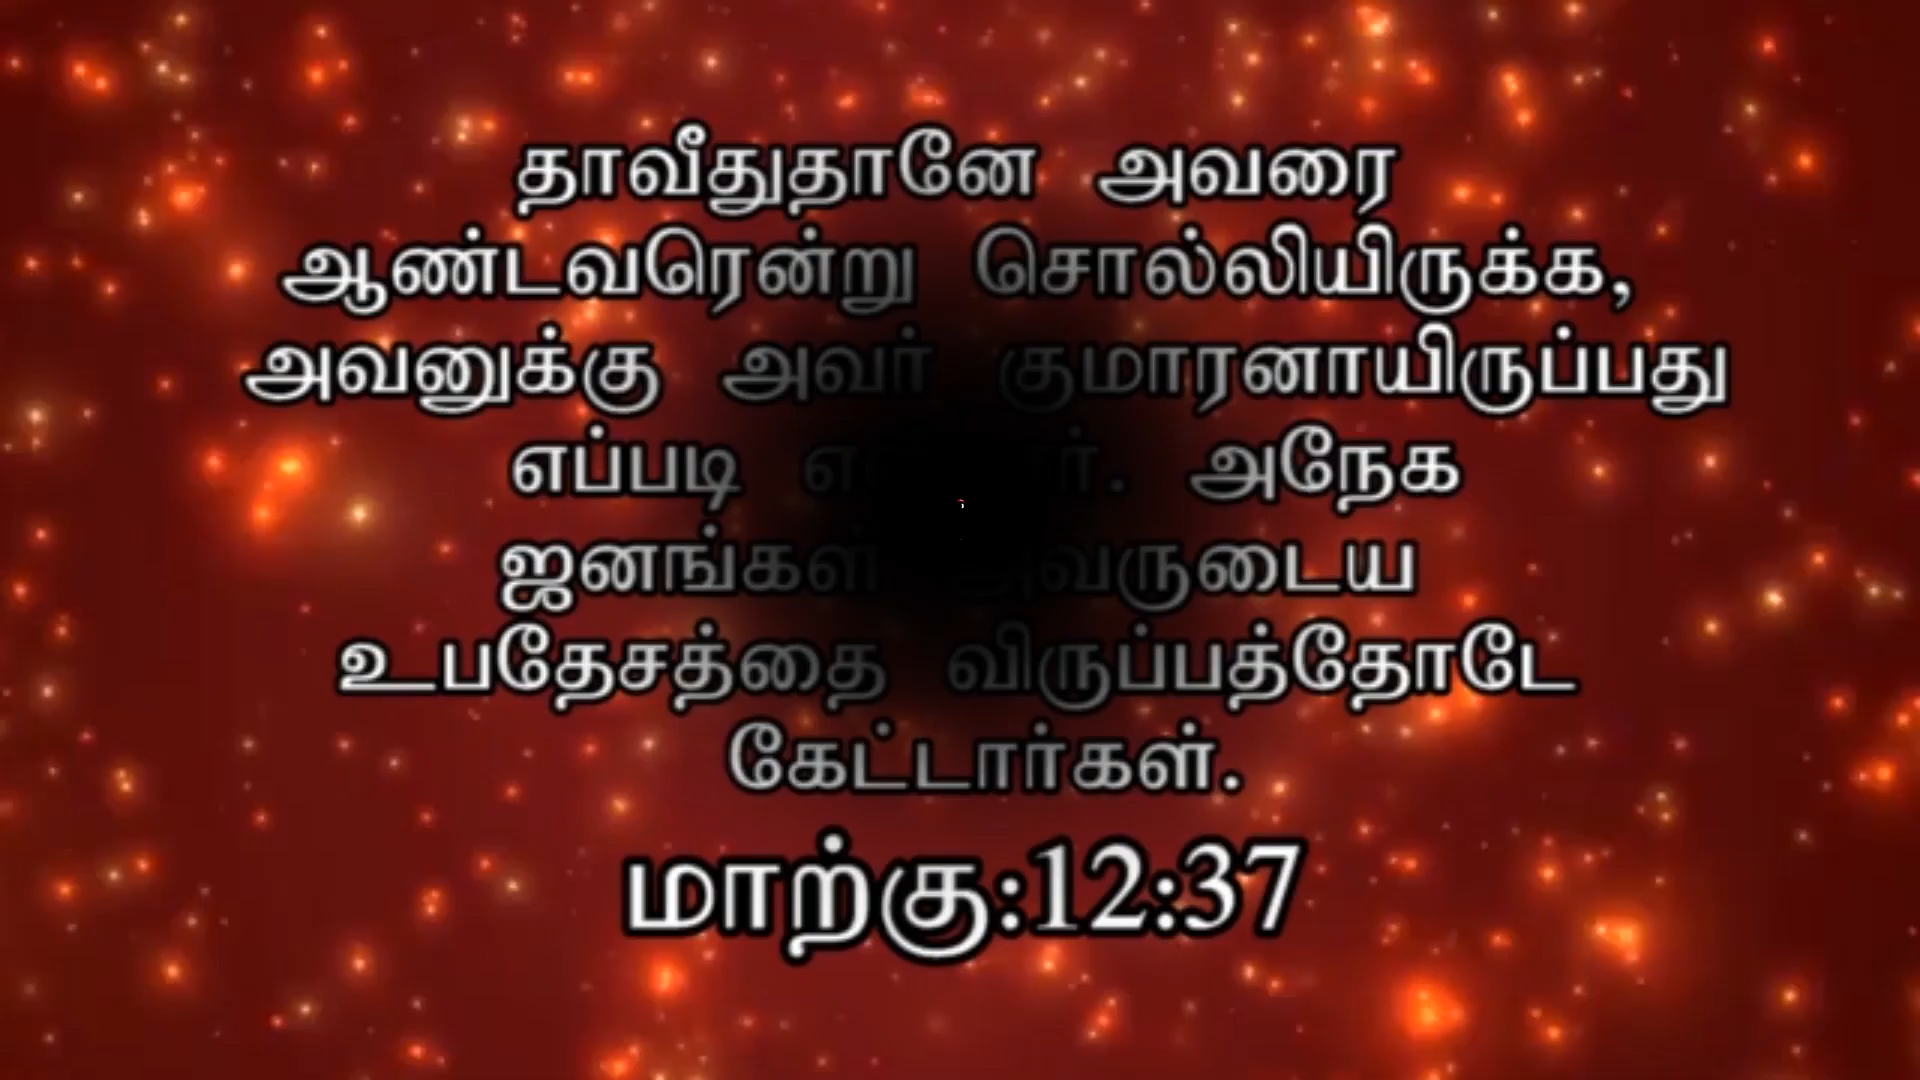 தாவீதுதானே அவரை
ஆண்டவரென்று சொல்லியிருக்க,
அவனுக்கு அவர் குமாரனாயிருப்பது
எப்படி அநேக
ஜனங்கள் அவருடைய
உபதேசத்தை விருப்பத்தோடே
கேட்டார்கள்.
மாற்கு:12:37